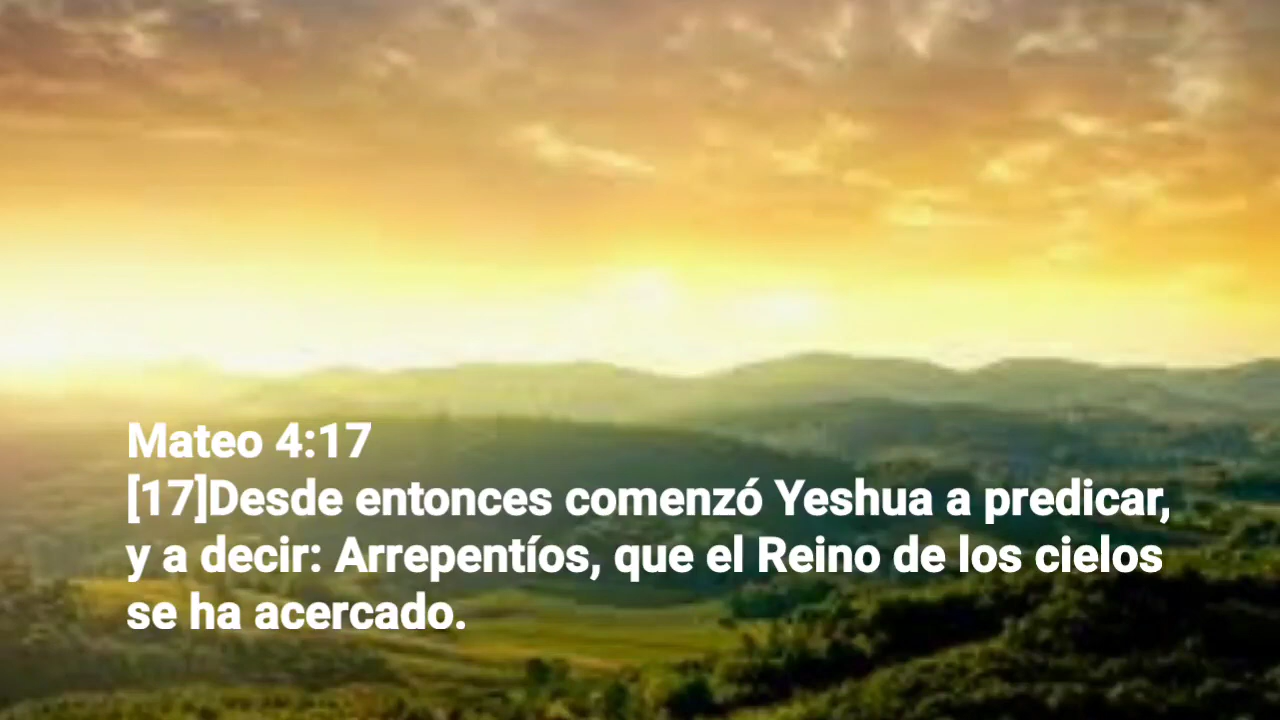 Mateo 4:17
[17]Desde entonces comenzó Yeshua a predicar,
y a decir: Arrepentíos, que el Reino de los cielos
se ha acercado.